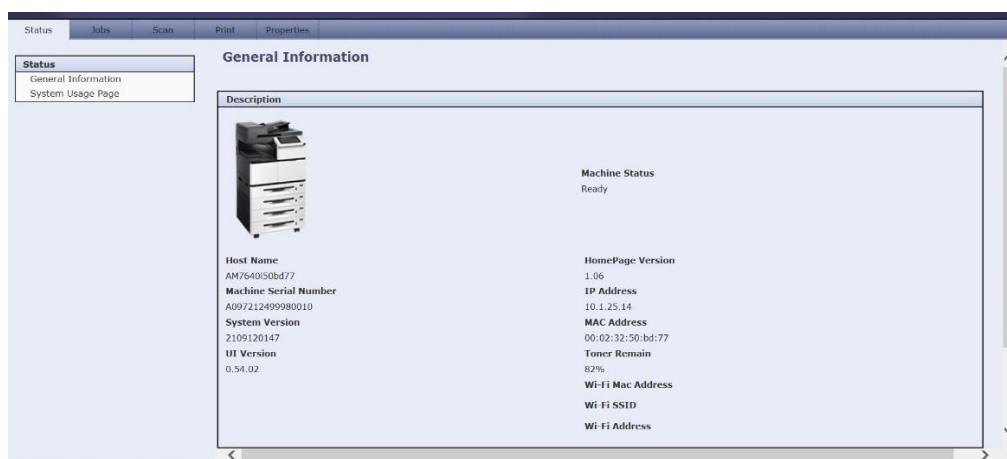 Status Jobs Scan Print Properties
Status
General Information
System Usage Page
General Information
Description
Machine Status
Ready
Host Name
AM7640i50bd77
Machine Serial Number
A097212499980010
System Version
2109120147
UI Version
0.54.02
HomePage Version
1.06
IP Address
10.1.25.14
MAC Address
00:02:32:50:bd:77
Toner Remain
82%
Wi-Fi Mac Address
Wi-Fi SSID
Wi-Fi Address